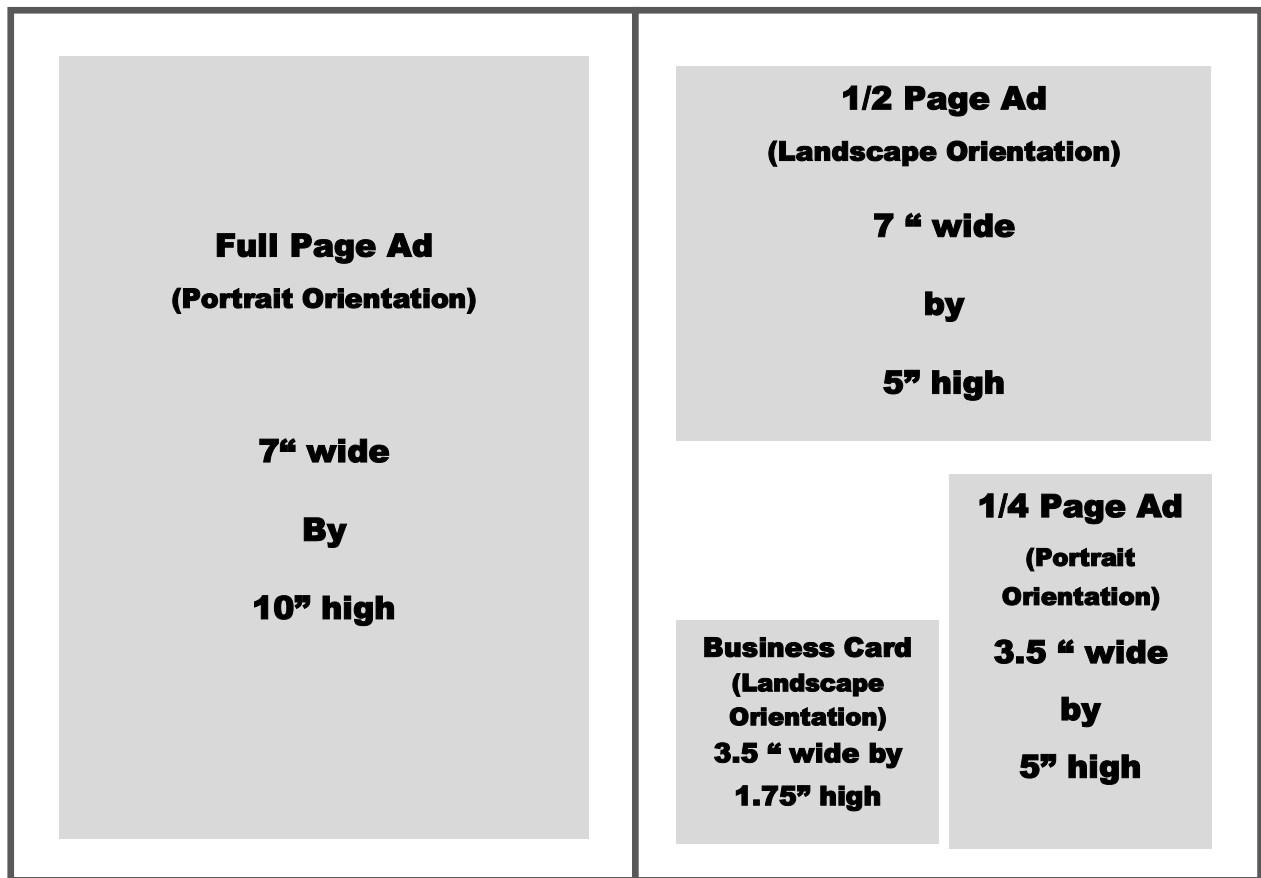 Full Page Ad
(Portrait Orientation)
7“ wide
By
10” high
1/2 Page Ad
(Landscape Orientation)
7 “ wide
by
5” high
Business Card
(Landscape
Orientation)
3.5 “ wide by
1.75” high
1/4 Page Ad
(Portrait
Orientation)
3.5 “ wide
by
5” high